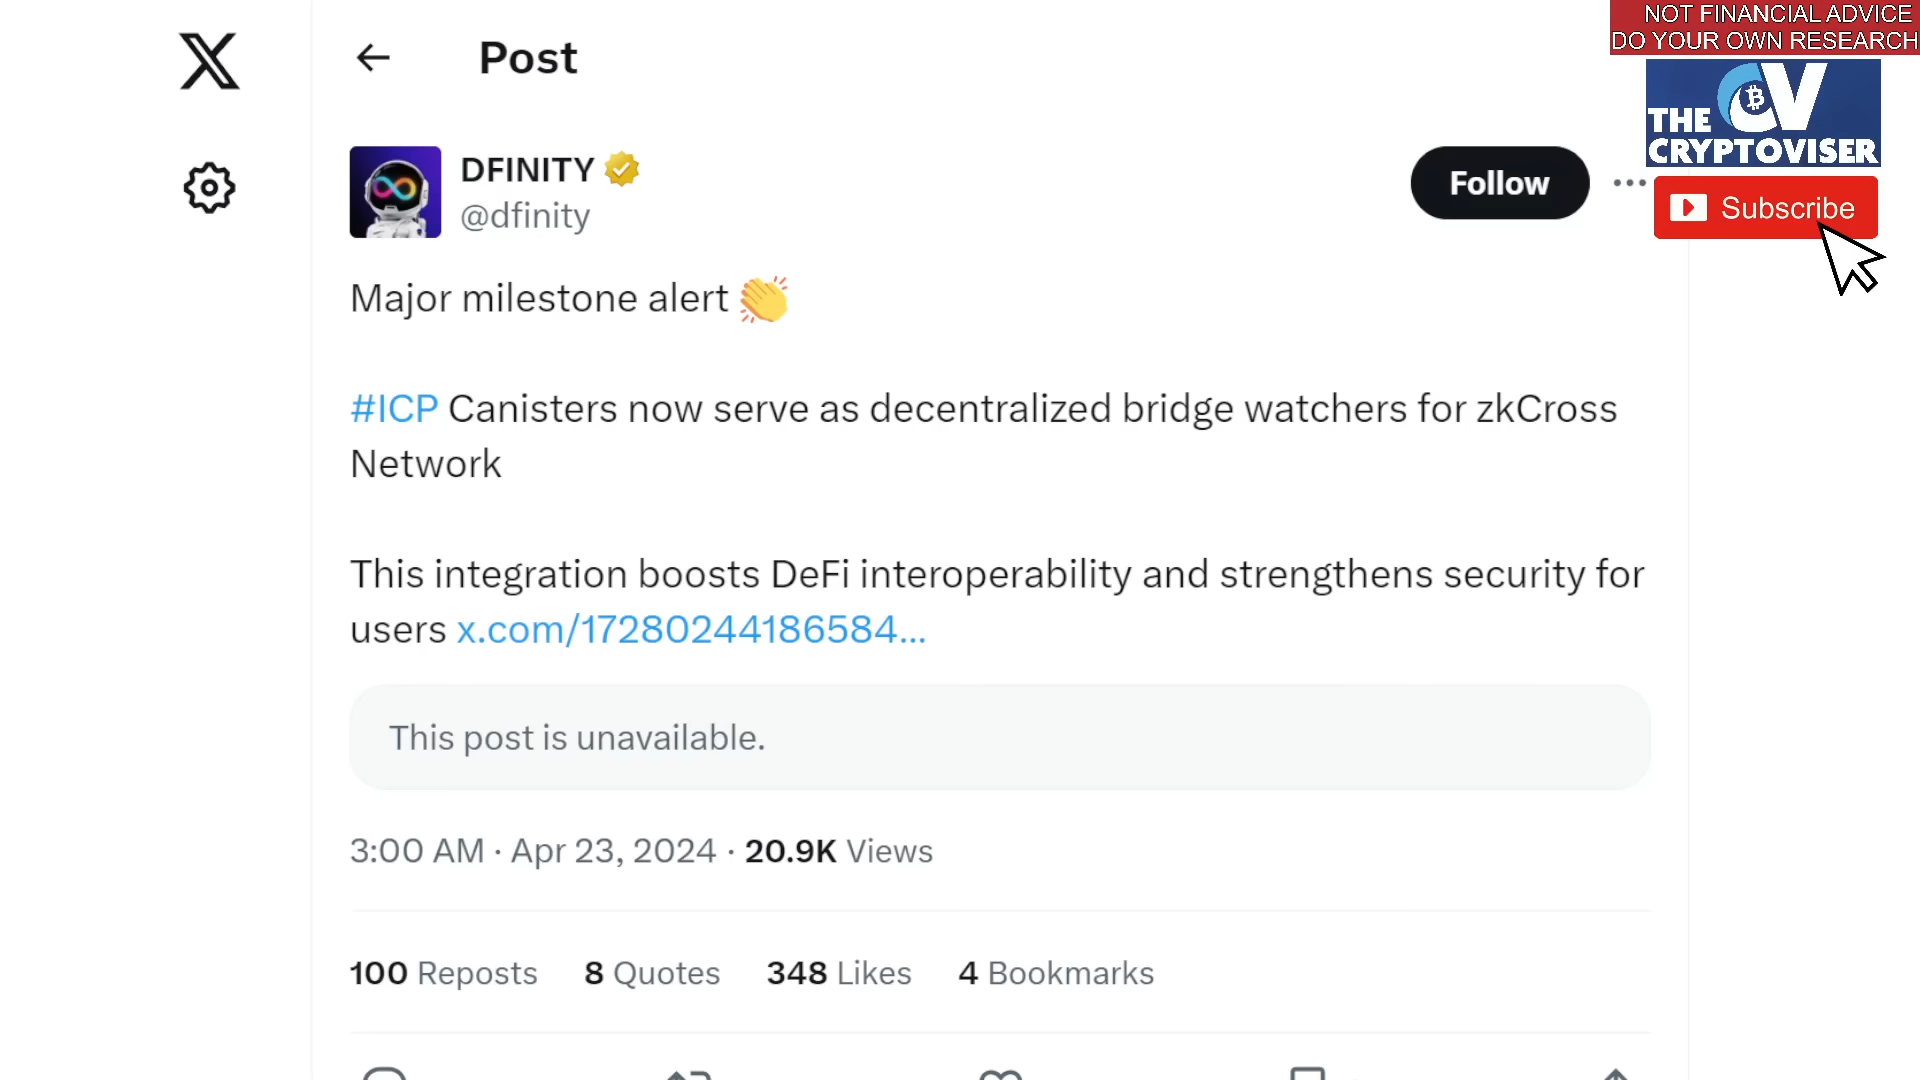 NOT FINANCIAL ADVICE
DO YOUR OWN RESEARCH
THE CV
CRYPTOVISER
Subscribe
Post
DFINITY
@dfinity
Follow
Major milestone alert 👏
#ICP Canisters now serve as decentralized bridge watchers for zkCross
Network
This integration boosts DeFi interoperability and strengthens security for
users x.com/17280244186584...
This post is unavailable.
3:00 AM · Apr 23, 2024 · 20.9K Views
100 Reposts 8 Quotes 348 Likes 4 Bookmarks